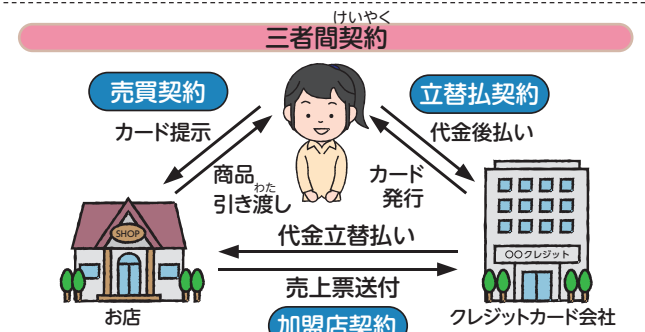 けいやく
三者間契約
売買契約
立替払契約
カード提示
代金後払い
商品
わた
引き渡し
カード
発行
SHOP
代金立替払い
〇〇クレジット
売上票送付
お店
加盟店契約
クレジットカード会社